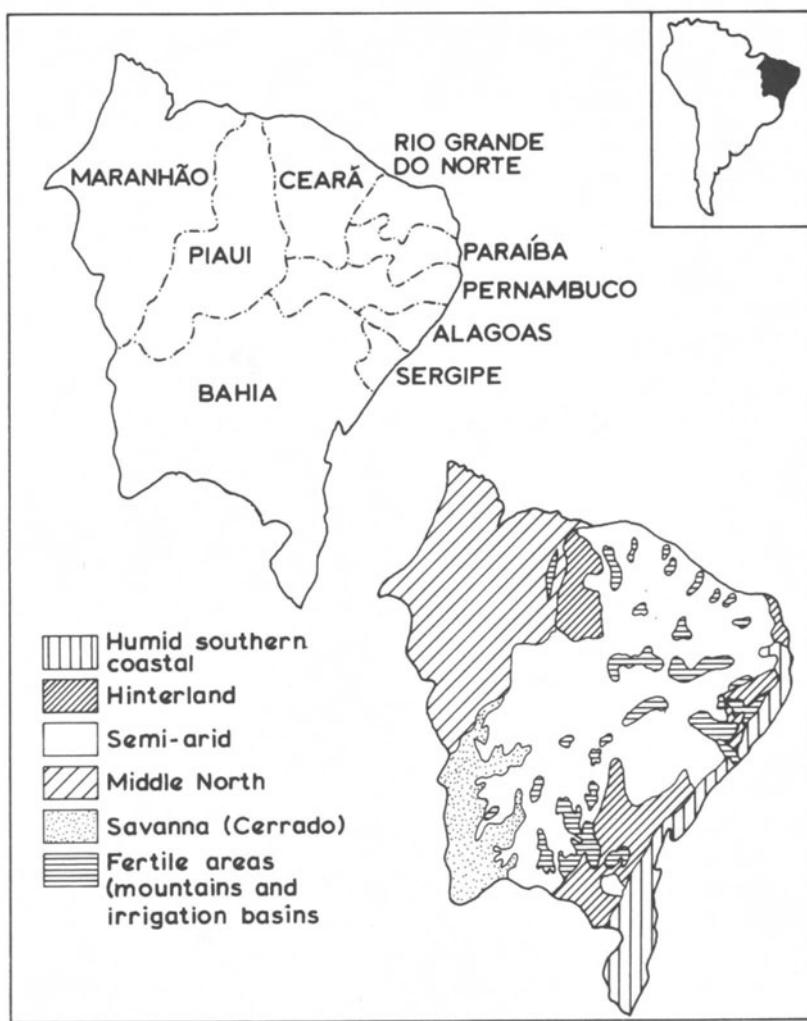 RIO GRANDE
DO NORTE
MARANHÃO
CEARĂ
PIAUI
PARAÍBA
PERNAMBUCO
ALAGOAS
SERGIPE
BAHIA
Humid southern
coastal
Hinterland
Semi-arid
Middle North
Savanna (Cerrado)
Fertile areas
(mountains and
irrigation basins